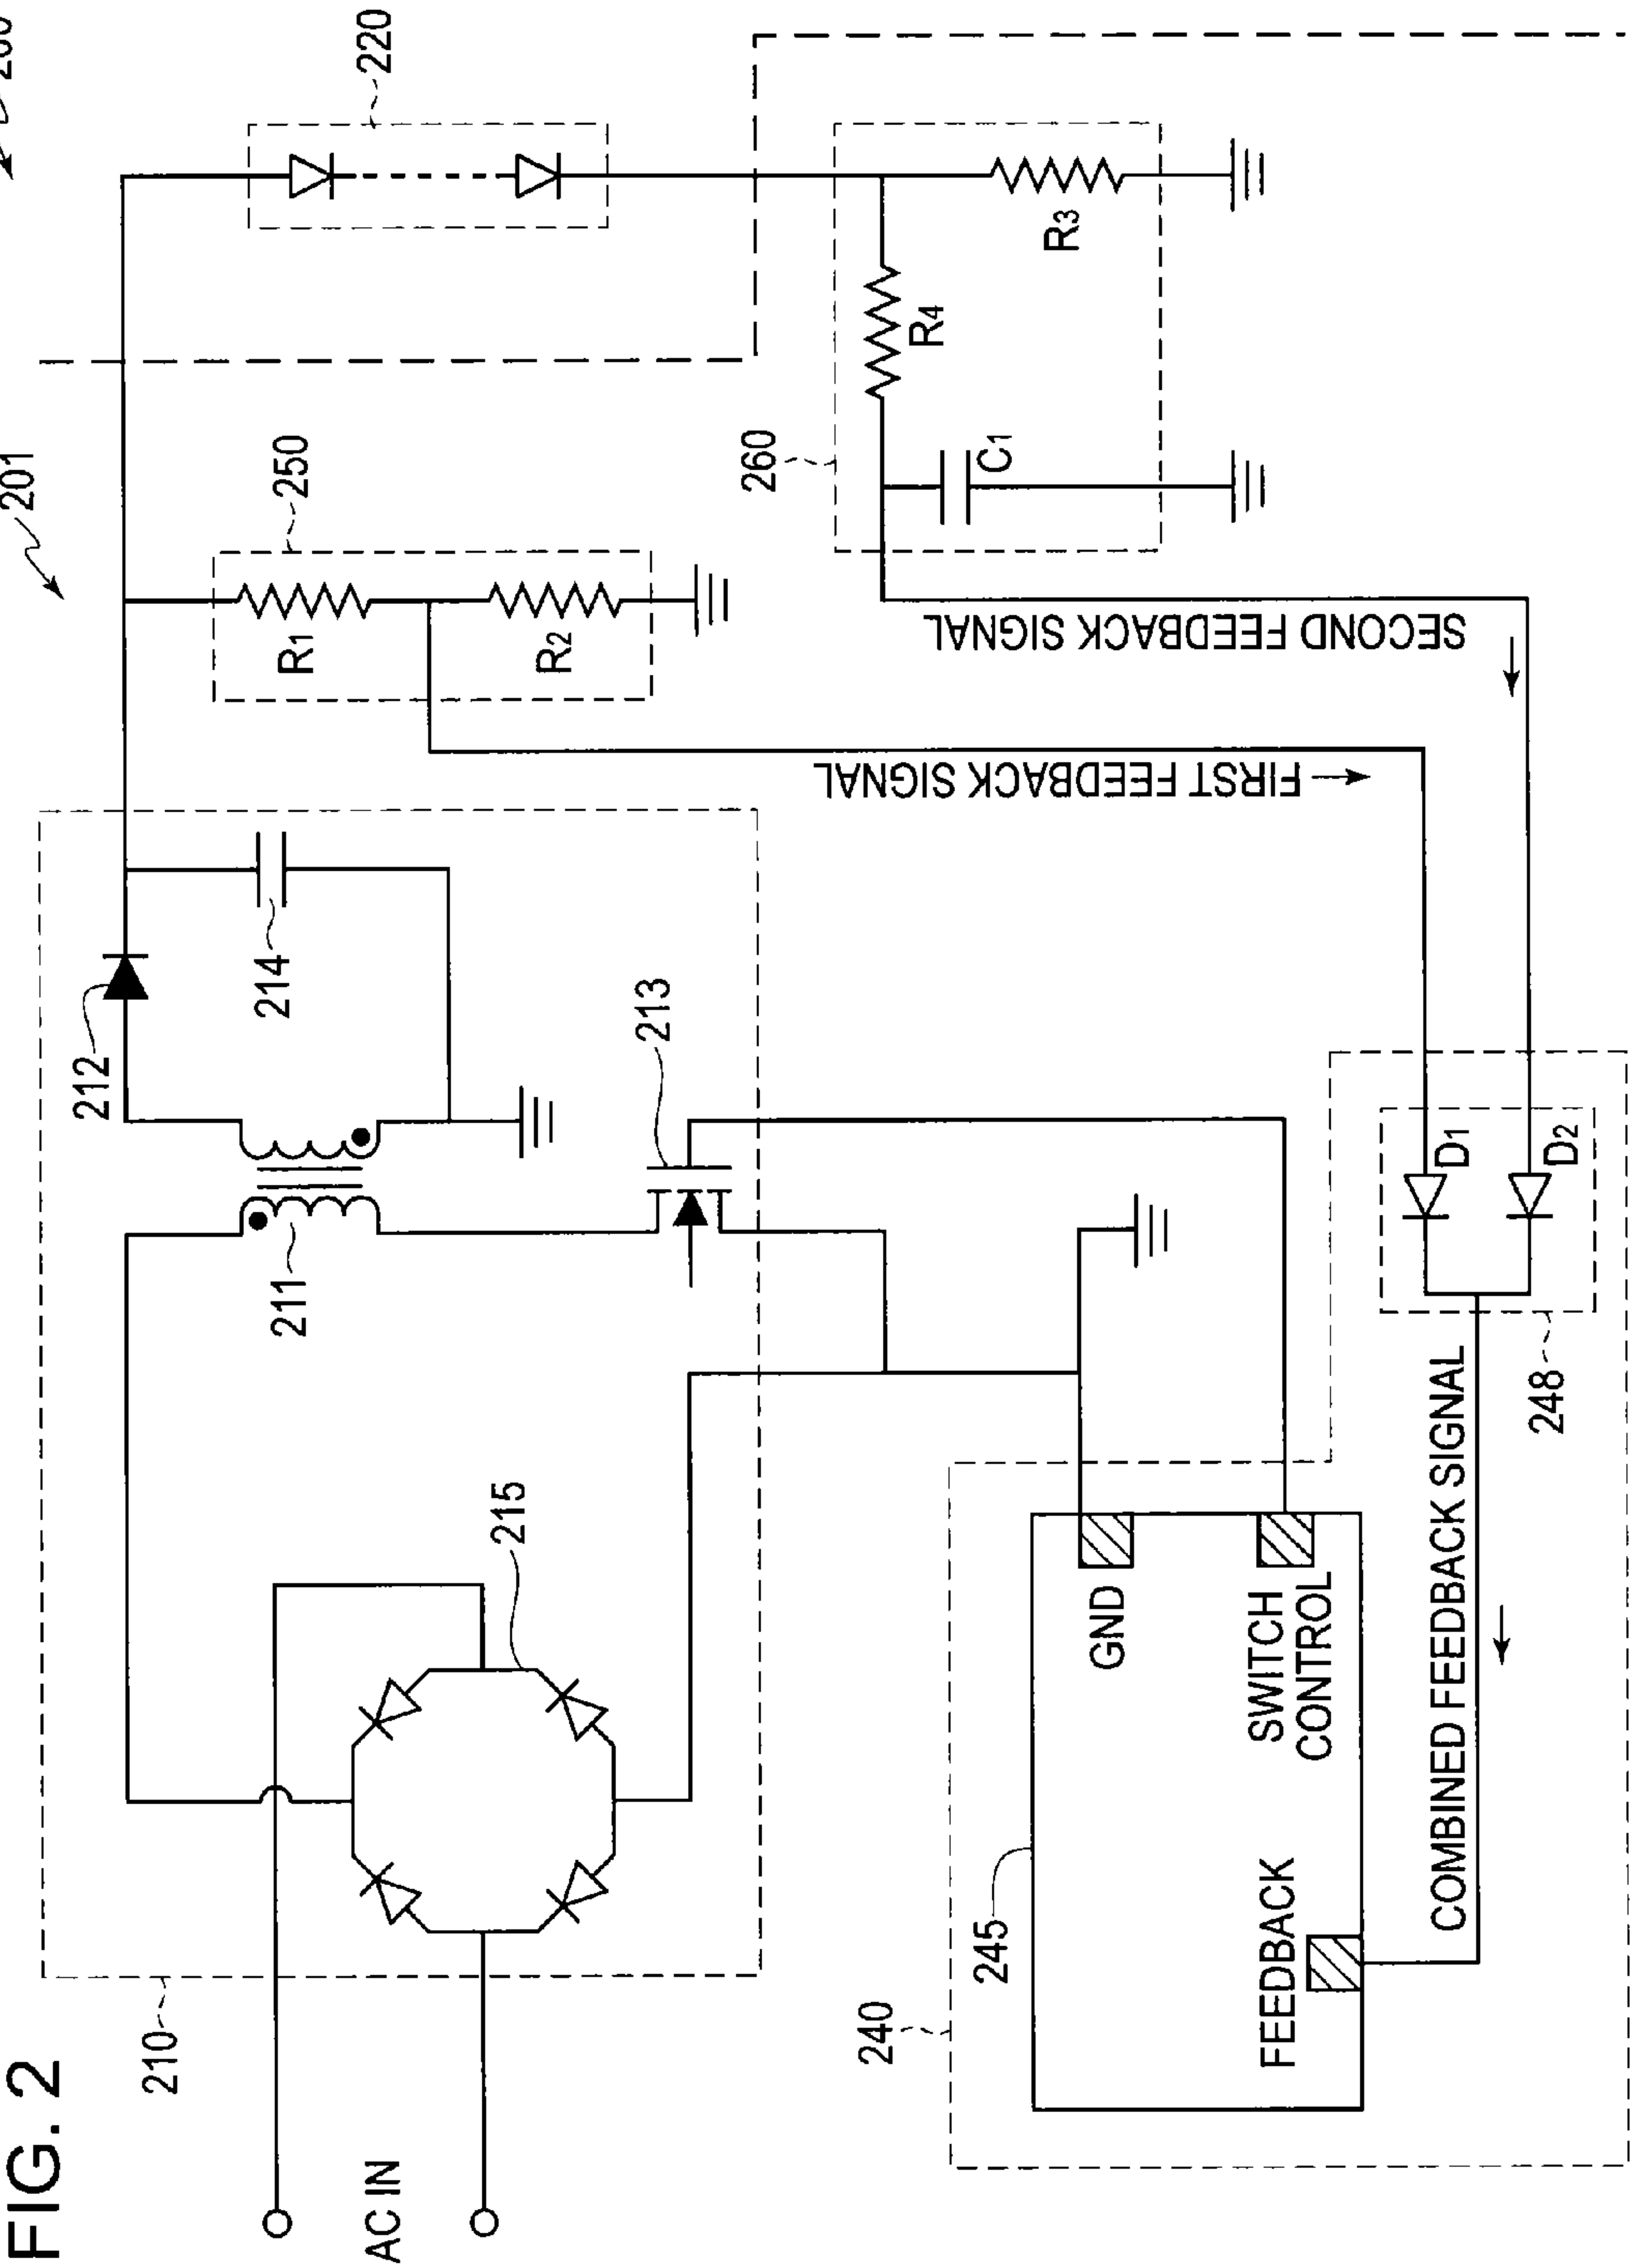 FIG. 2
201
210
AC IN
215
211
212
214
213
250
R1
R2
220
260
C1
R4
R3
FIRST FEEDBACK SIGNAL
SECOND FEEDBACK SIGNAL
240
245
GND
SWITCH
CONTROL
FEEDBACK
COMBINED FEEDBACK SIGNAL
248
D1
D2